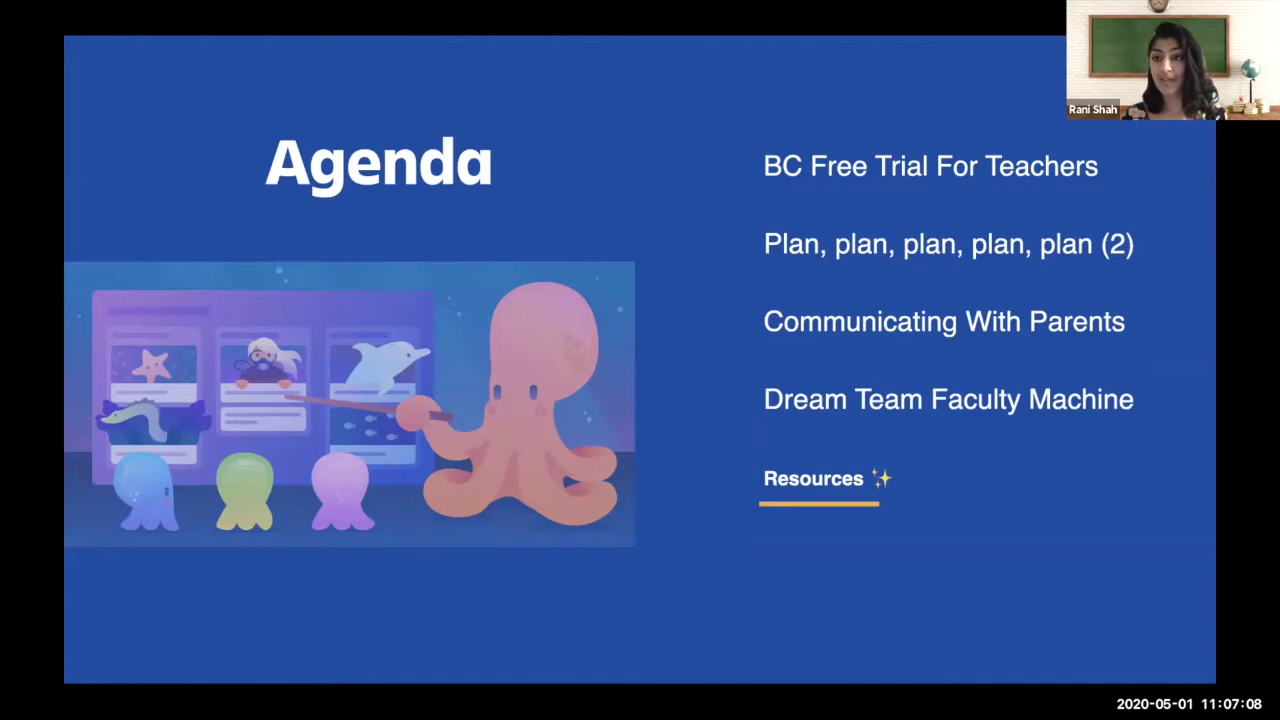 Rani Shah
Agenda
BC Free Trial For Teachers
Plan, plan, plan, plan, plan (2)
Communicating With Parents
Dream Team Faculty Machine
Resources ✨
2020-05-01 11:07:08